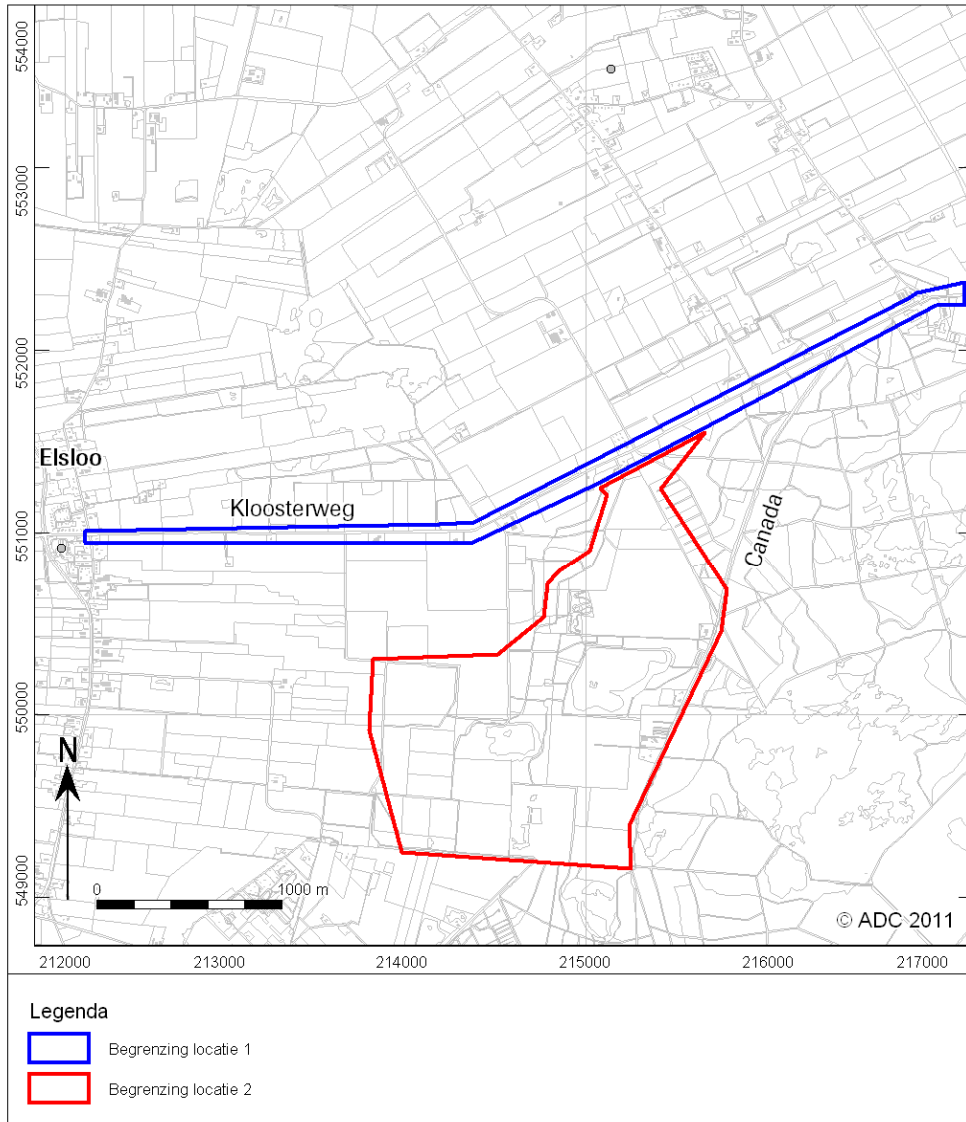 554000
553000
552000
551000
550000
549000
Elsloo
Kloosterweg
Canada
N
0 1000 m
© ADC 2011
212000 213000 214000 215000 216000 217000
Legenda
Begrenzing locatie 1
Begrenzing locatie 2